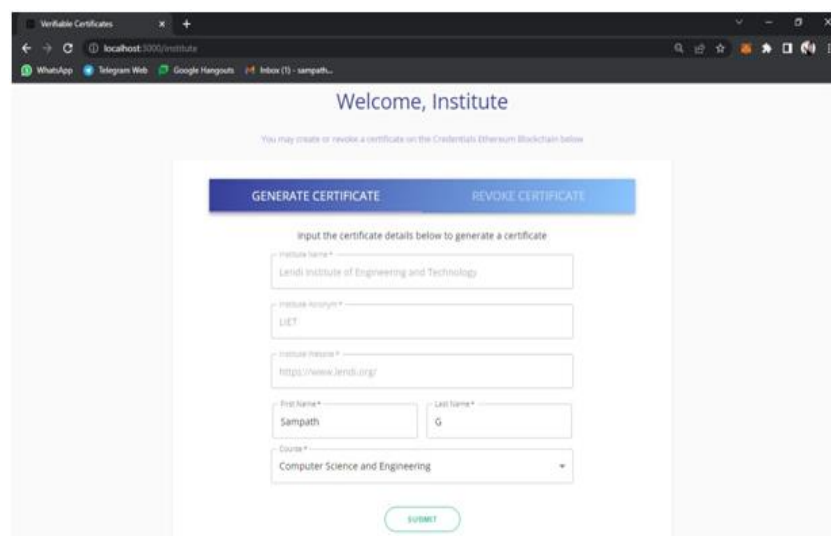 Verifiable Certificates
localhost:3000/institute
WhatsApp Telegram Web Google Hangouts Inbox (1) - sampath...
Welcome, Institute
You may create or revoke a certificate on the Credentials Ethereum Blockchain below
GENERATE CERTIFICATE REVOKE CERTIFICATE
Input the certificate details below to generate a certificate
Institute Name *
Lendi Institute of Engineering and Technology
Institute Acronym *
LIET
Institute Website *
https://www.lendi.org/
First Name * Last Name *
Sampath G
Course *
Computer Science and Engineering
SUBMIT